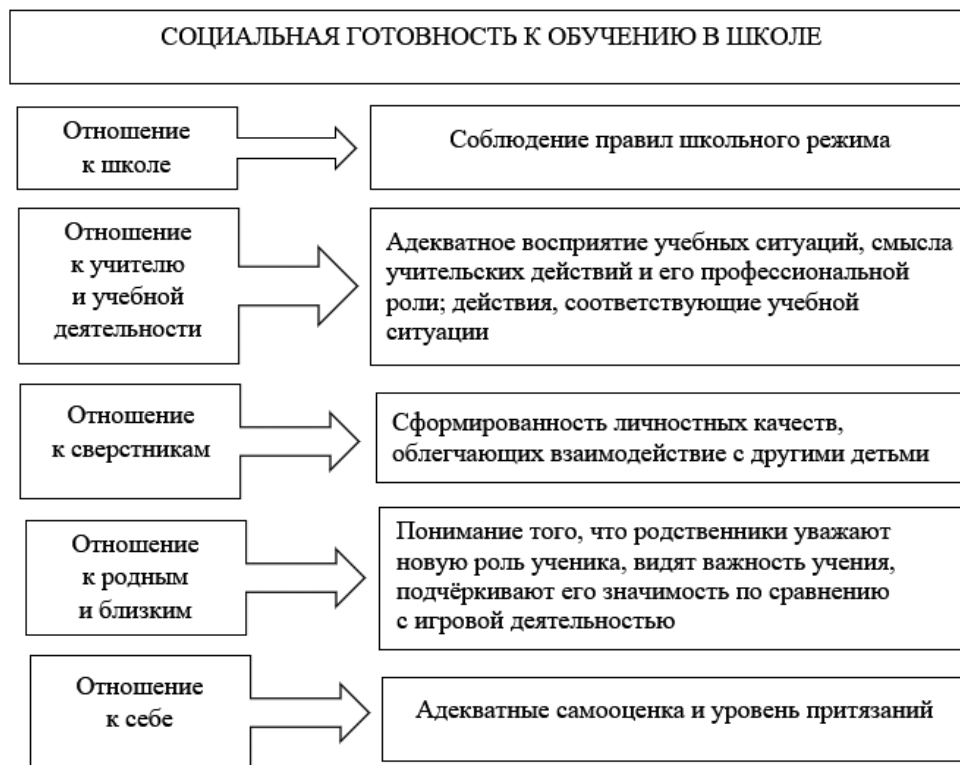 СОЦИАЛЬНАЯ ГОТОВНОСТЬ К ОБУЧЕНИЮ В ШКОЛЕ
Отношение
к школе
Соблюдение правил школьного режима
Отношение
к учителю
и учебной
деятельности
Адекватное восприятие учебных ситуаций, смысла
учительских действий и его профессиональной
роли; действия, соответствующие учебной
ситуации
Отношение
к сверстникам
Сформированность личностных качеств,
облегчающих взаимодействие с другими детьми
Отношение
к родным
и близким
Понимание того, что родственники уважают
новую роль ученика, видят важность учения,
подчёркивают его значимость по сравнению
с игровой деятельностью
Отношение
к себе
Адекватные самооценка и уровень притязаний